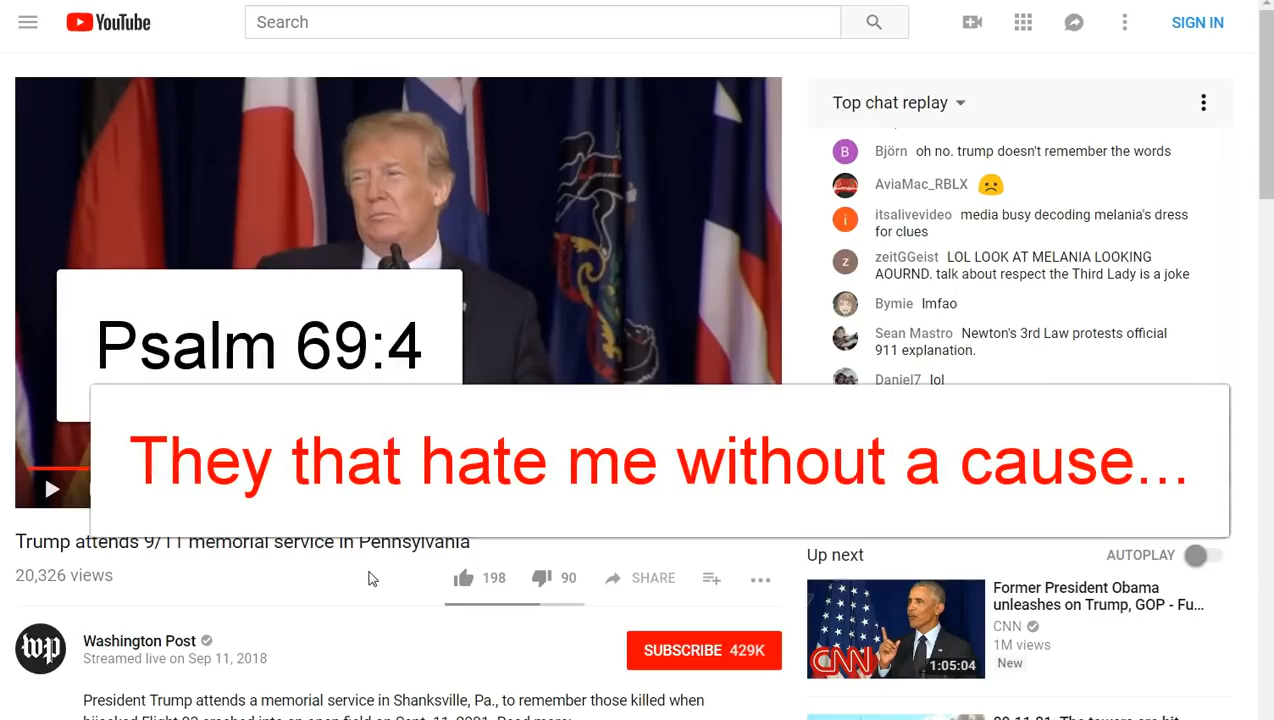 YouTube
Search
SIGN IN
Top chat replay
Björn oh no. trump doesn't remember the words
AviaMac_RBLX
itsalivevideo media busy decoding melania's dress
for clues
zeitGGeist LOL LOOK AT MELANIA LOOKING
AOURND. talk about respect the Third Lady is a joke
Bymie lmfao
Sean Mastro Newton's 3rd Law protests official
911 explanation.
Daniel7 lol
Psalm 69:4
They that hate me without a cause...
Trump attends 9/11 memorial service in Pennsylvania
20,326 views
198
90
SHARE
wp
Washington Post
Streamed live on Sep 11, 2018
SUBSCRIBE 429K
President Trump attends a memorial service in Shanksville, Pa., to remember those killed when
Up next
AUTOPLAY
Former President Obama
unleashes on Trump, GOP - Fu...
CNN
1M views
New
CNN
1:05:04